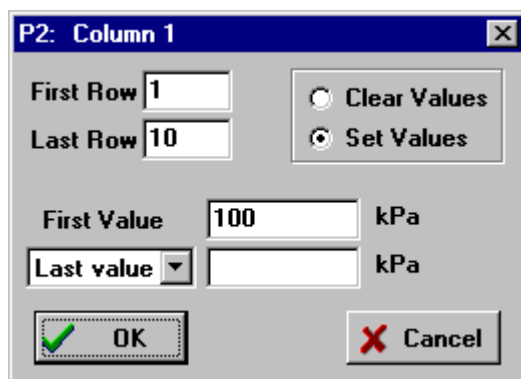 P2: Column 1
First Row 1
Last Row 10
Clear Values
Set Values
First Value 100 kPa
Last value kPa
OK Cancel